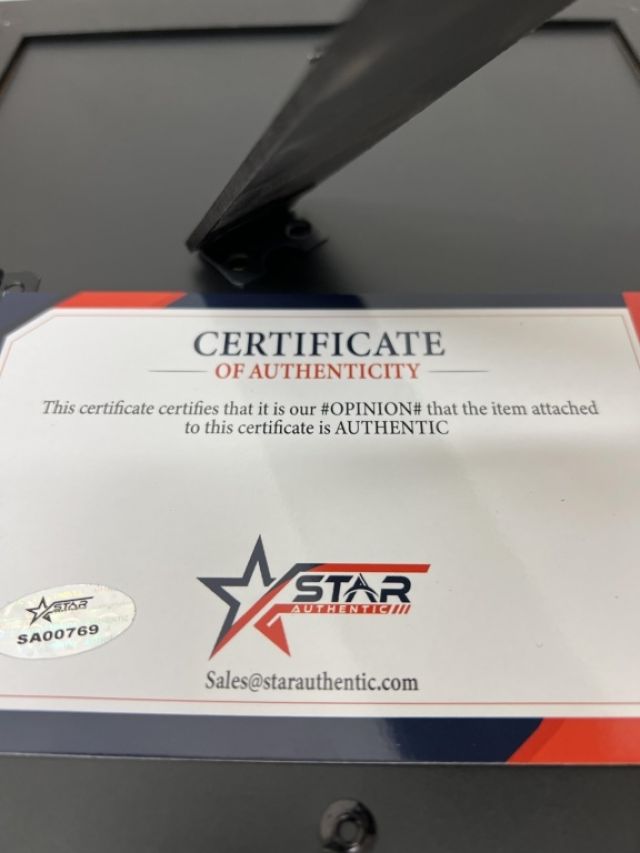 CERTIFICATE
OF AUTHENTICITY
This certificate certifies that it is our #OPINION# that the item attached
to this certificate is AUTHENTIC
STAR
AUTHENTIC
STAR
SA00769
Sales@starauthentic.com